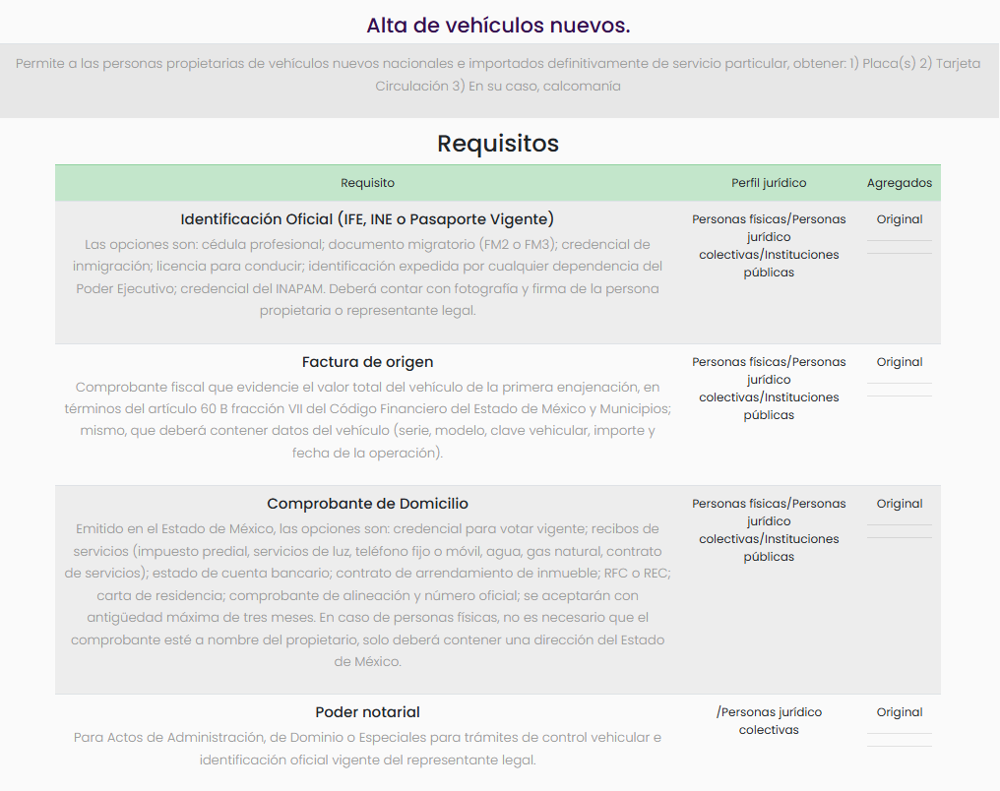 Alta de vehículos nuevos.
Permite a las personas propietarias de vehículos nuevos nacionales e importados definitivamente de servicio particular, obtener: 1) Placa(s) 2) Tarjeta
Circulación 3) En su caso, calcomanía
Requisitos
Requisito Perfil jurídico Agregados
Identificación Oficial (IFE, INE o Pasaporte Vigente)
Las opciones son: cédula profesional; documento migratorio (FM2 o FM3); credencial de
inmigración; licencia para conducir; identificación expedida por cualquier dependencia del
Poder Ejecutivo; credencial del INAPAM. Deberá contar con fotografía y firma de la persona
propietaria o representante legal.
Personas físicas/Personas
jurídico
colectivas/Instituciones
públicas
Original
Factura de origen
Comprobante fiscal que evidencie el valor total del vehículo de la primera enajenación, en
términos del artículo 60 B fracción VII del Código Financiero del Estado de México y Municipios;
mismo, que deberá contener datos del vehículo (serie, modelo, clave vehicular, importe y
fecha de la operación).
Personas físicas/Personas
jurídico
colectivas/Instituciones
públicas
Original
Comprobante de Domicilio
Emitido en el Estado de México, las opciones son: credencial para votar vigente; recibos de
servicios (impuesto predial, servicios de luz, teléfono fijo o móvil, agua, gas natural, contrato
de servicios); estado de cuenta bancario; contrato de arrendamiento de inmueble; RFC o REC;
carta de residencia; comprobante de alineación y número oficial; se aceptarán con
antigüedad máxima de tres meses. En caso de personas físicas, no es necesario que el
comprobante esté a nombre del propietario, solo deberá contener una dirección del Estado
de México.
Personas físicas/Personas
jurídico
colectivas/Instituciones
públicas
Original
Poder notarial
Para Actos de Administración, de Dominio o Especiales para trámites de control vehicular e
identificación oficial vigente del representante legal.
/Personas jurídico
colectivas
Original